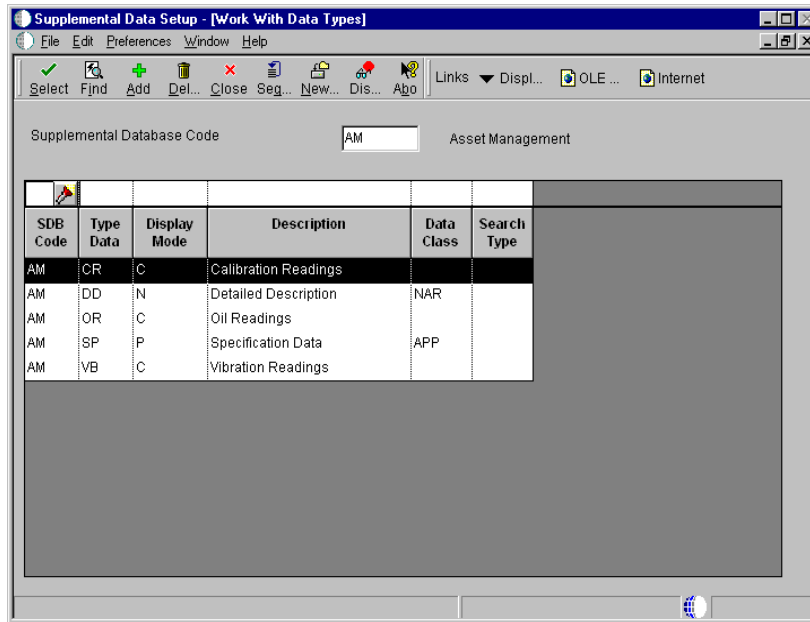 Supplemental Data Setup - [Work With Data Types]
File Edit Preferences Window Help
Select Find Add Del... Close Seq... New... Dis... Abo Links Displ... OLE ... Internet
Supplemental Database Code AM Asset Management
SDB Code Type Data Display Mode Description Data Class Search Type
AM CR C Calibration Readings
AM DD N Detailed Description NAR
AM OR C Oil Readings
AM SP P Specification Data APP
AM VB C Vibration Readings